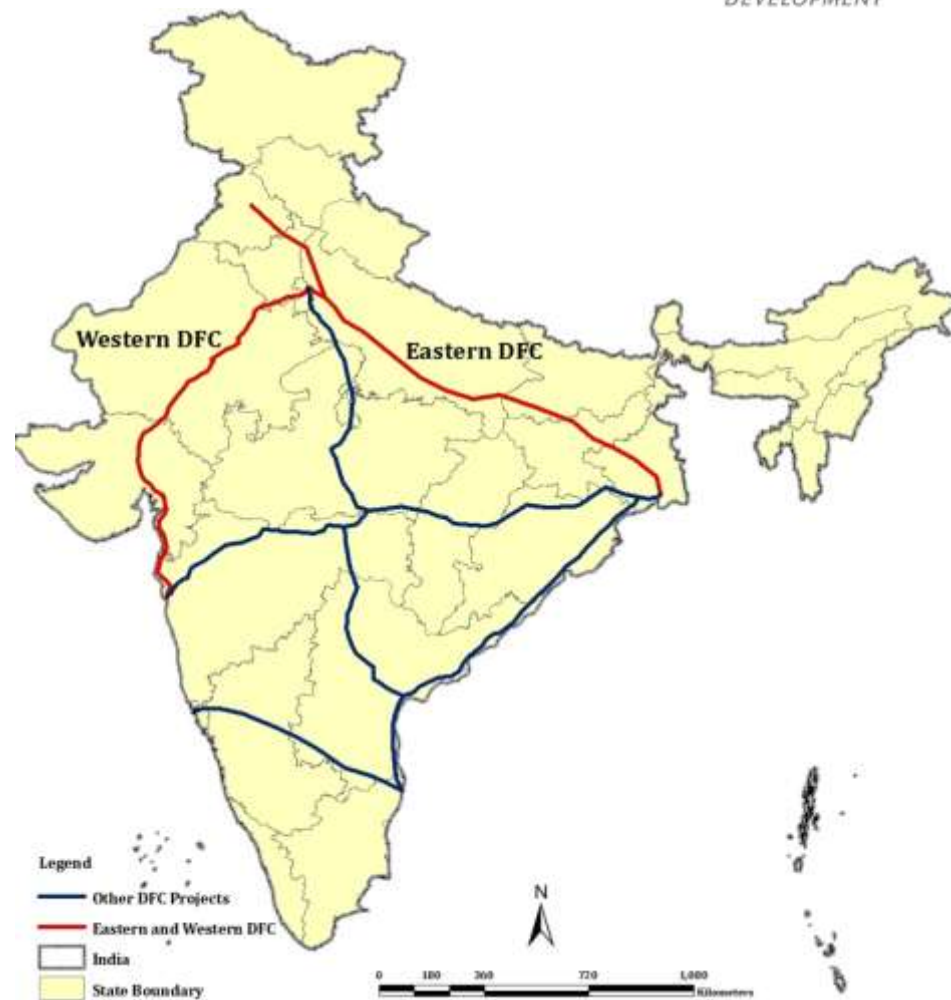 DEVELOPMENT
Western DFC
Eastern DFC
Legend
Other DFC Projects
Eastern and Western DFC
India
State Boundary
N
0 180 360 720 1,080
Kilometers